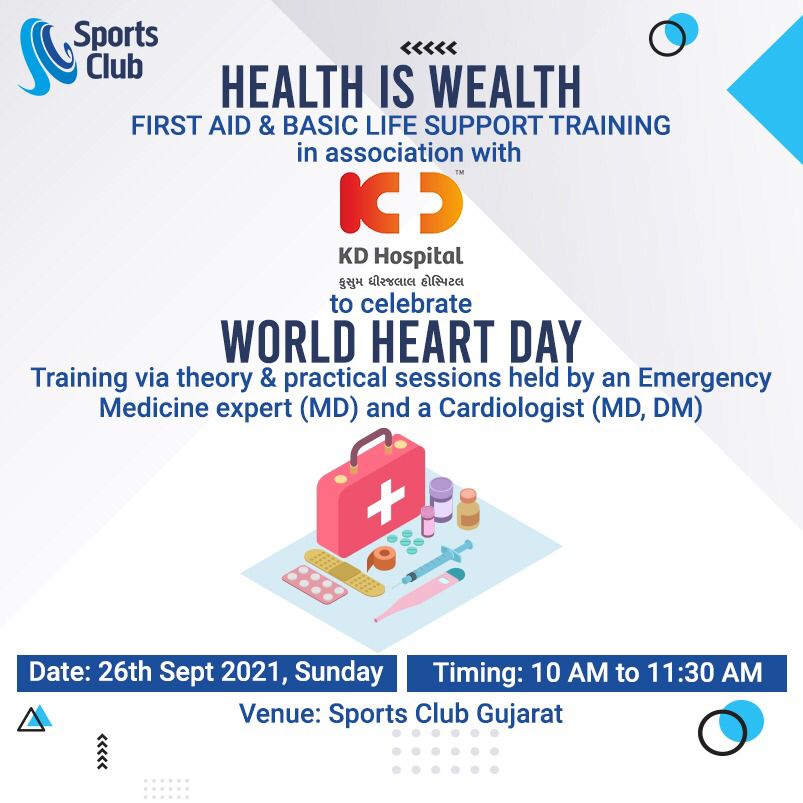 Sports
Club
HEALTH IS WEALTH
FIRST AID & BASIC LIFE SUPPORT TRAINING
in association with
KD
TM
KD Hospital
કુસુમ ધીરજલાલ હોસ્પિટલ
to celebrate
WORLD HEART DAY
Training via theory & practical sessions held by an Emergency
Medicine expert (MD) and a Cardiologist (MD, DM)
Date: 26th Sept 2021, Sunday
Timing: 10 AM to 11:30 AM
Venue: Sports Club Gujarat